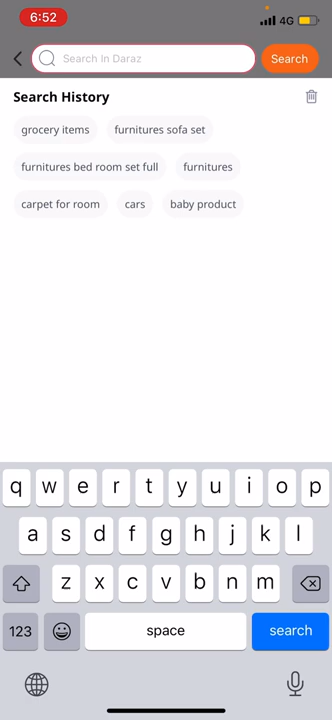 6:52
4G
Search in Daraz
Search
Search History
grocery items furnitures sofa set
furnitures bed room set full furnitures
carpet for room cars baby product
q w e r t y u i o p
a s d f g h j k l
z x c v b n m
123 space search